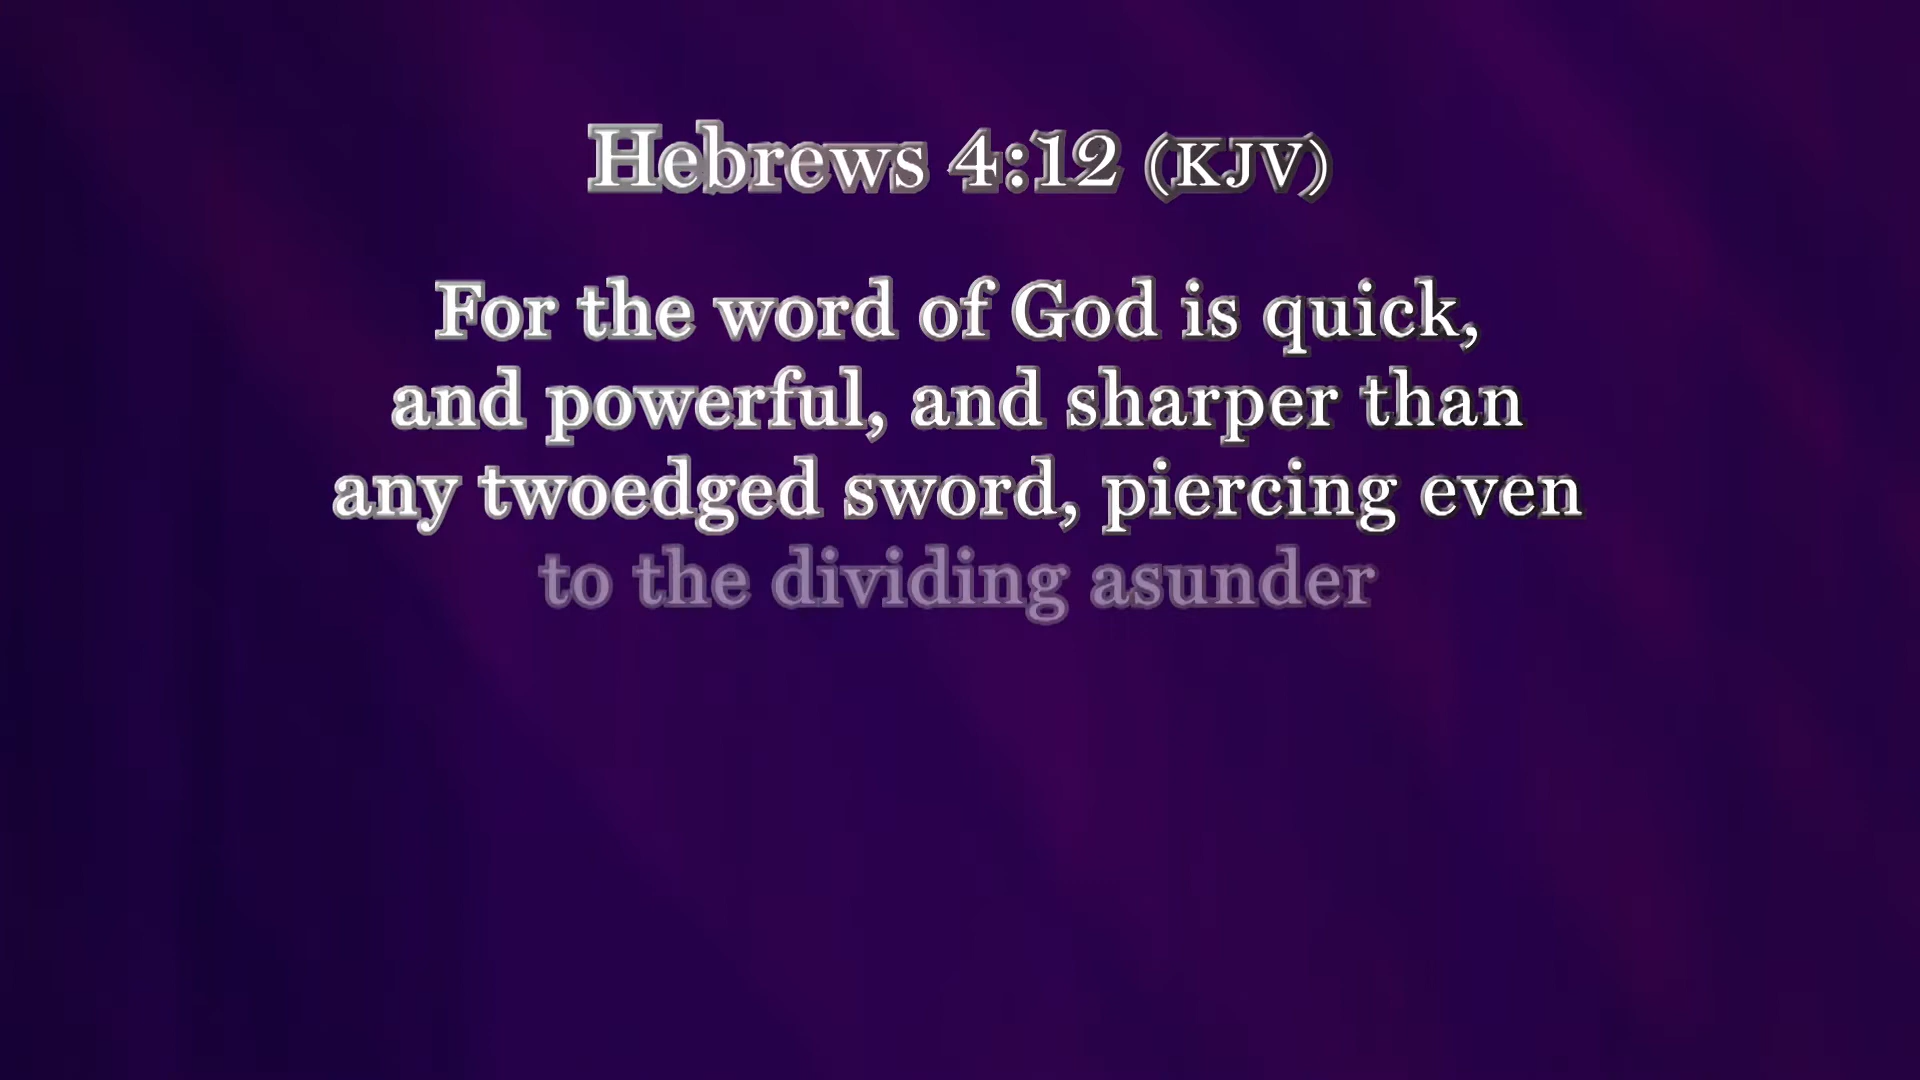 Hebrews 4:12 (KJV)
For the word of God is quick,
and powerful, and sharper than
any twoedged sword, piercing even
to the dividing asunder